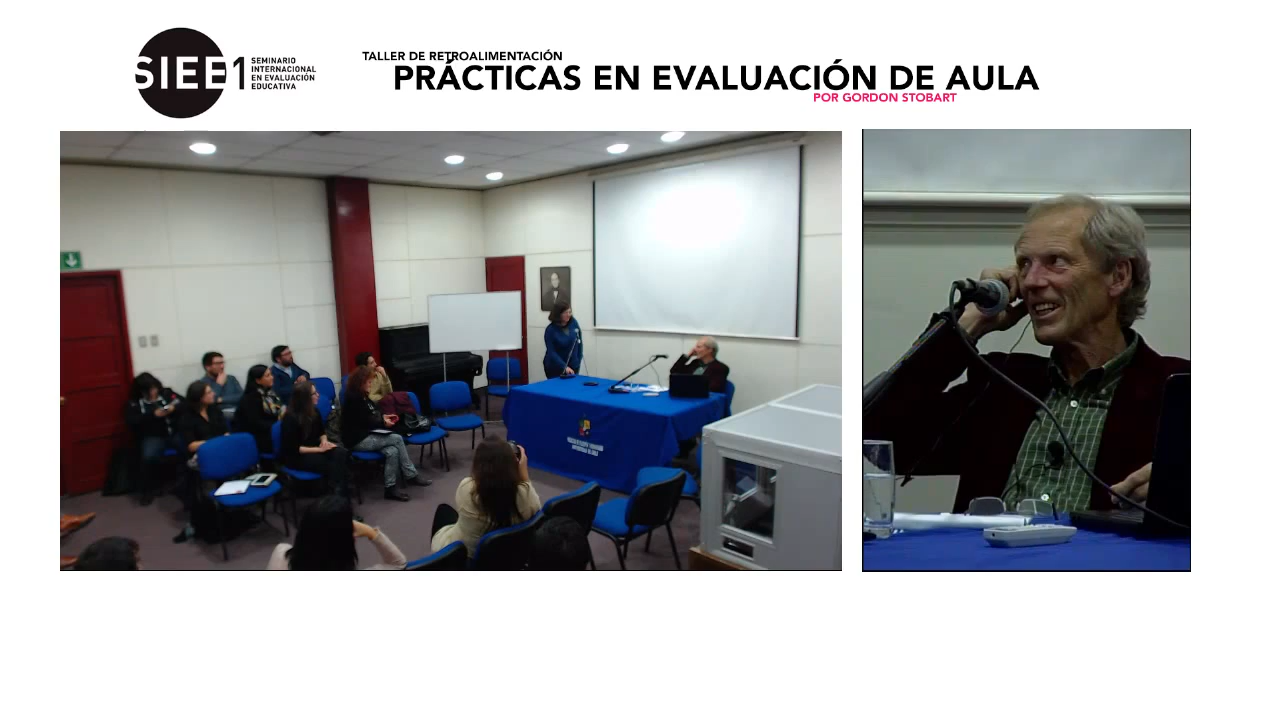 SIEE1
SEMINARIO
INTERNACIONAL
EN EVALUACIÓN
EDUCATIVA
TALLER DE RETROALIMENTACIÓN
PRÁCTICAS EN EVALUACIÓN DE AULA
POR GORDON STOBART